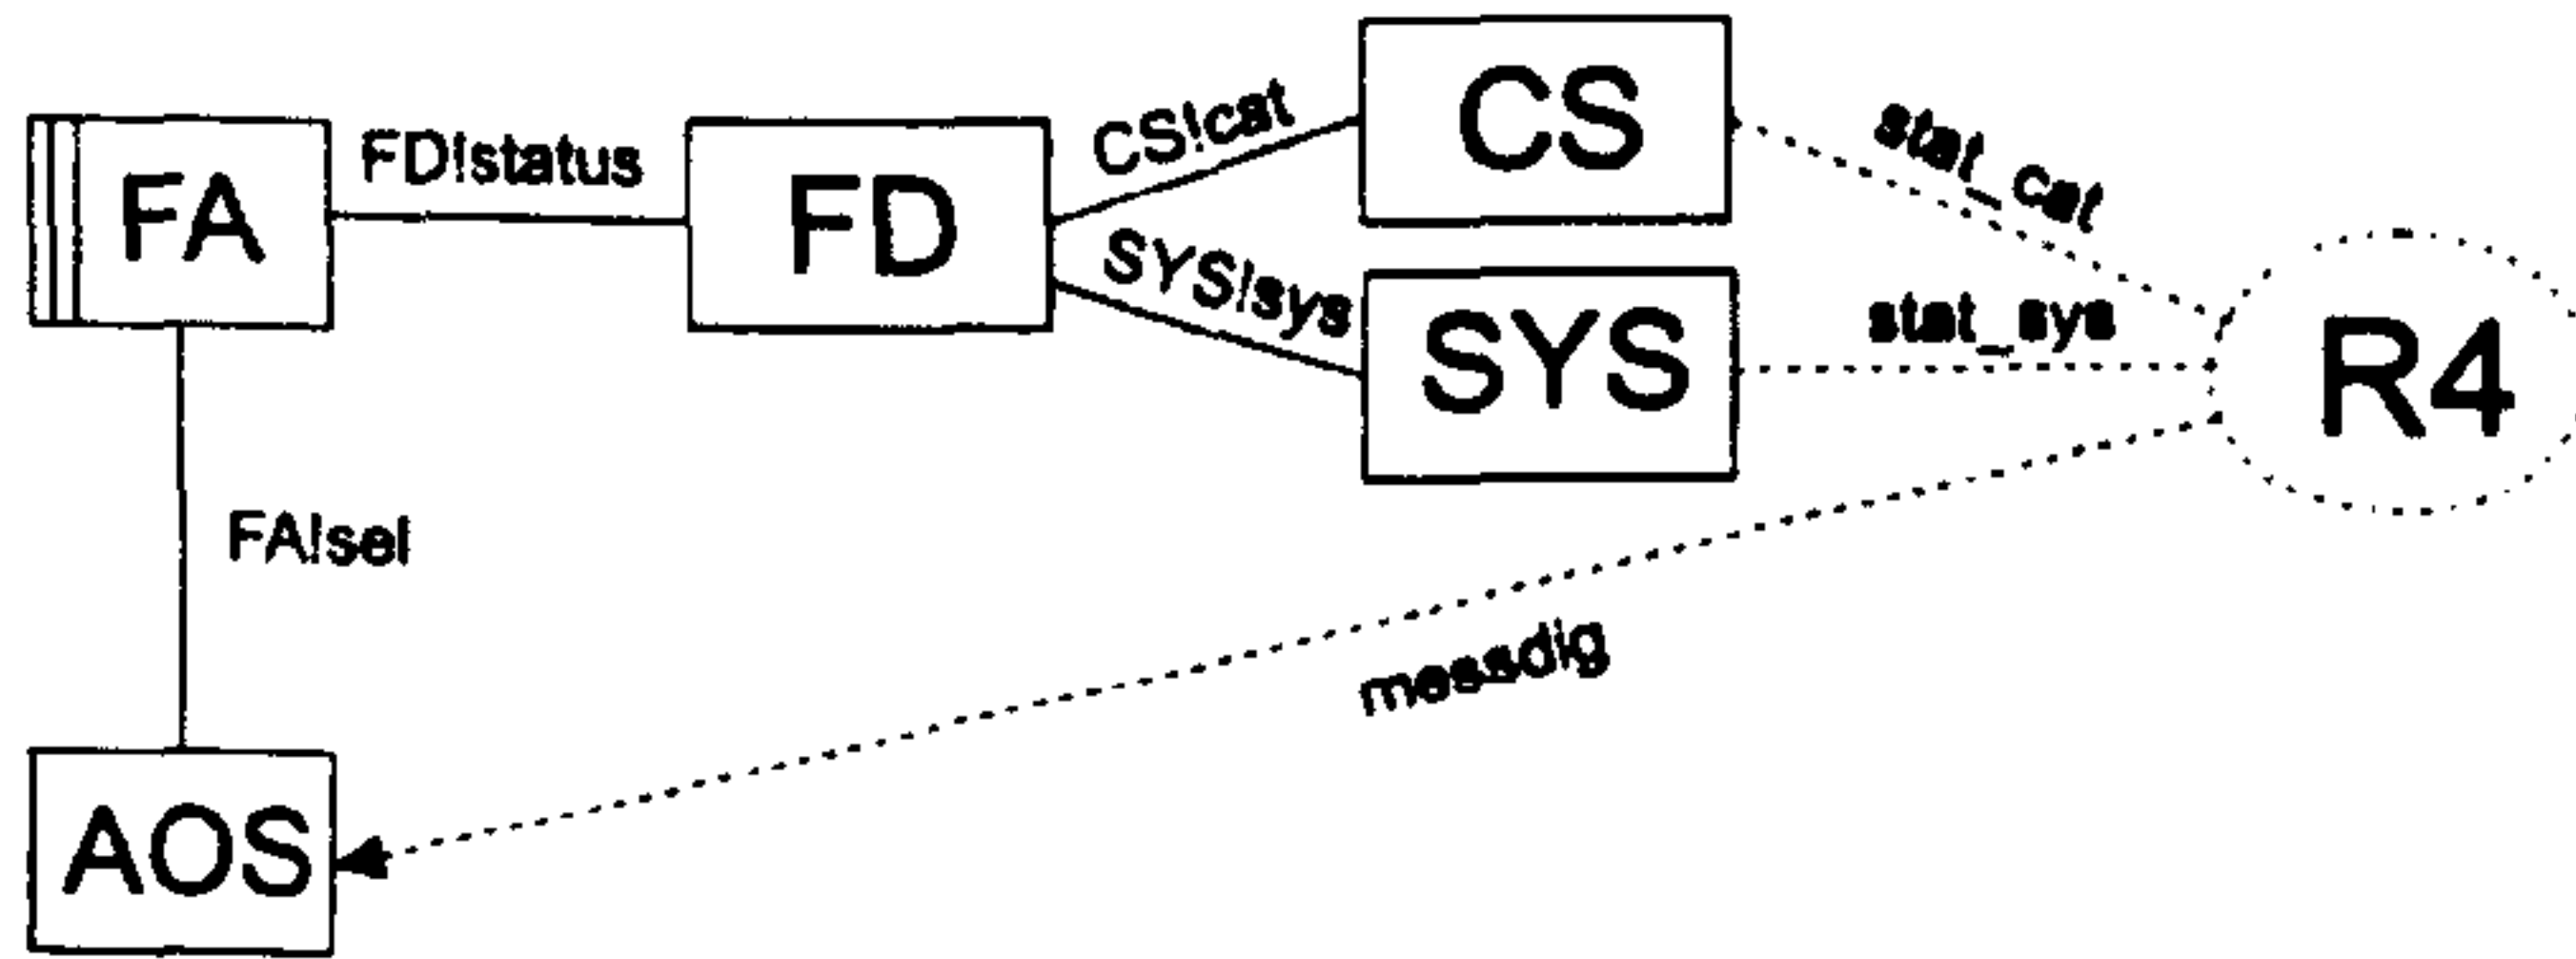 FA
FD!status
FD
CS!cat
CS
stat_cat
SYS!sys
SYS
stat_sys
R4
FA!sel
messdig
AOS